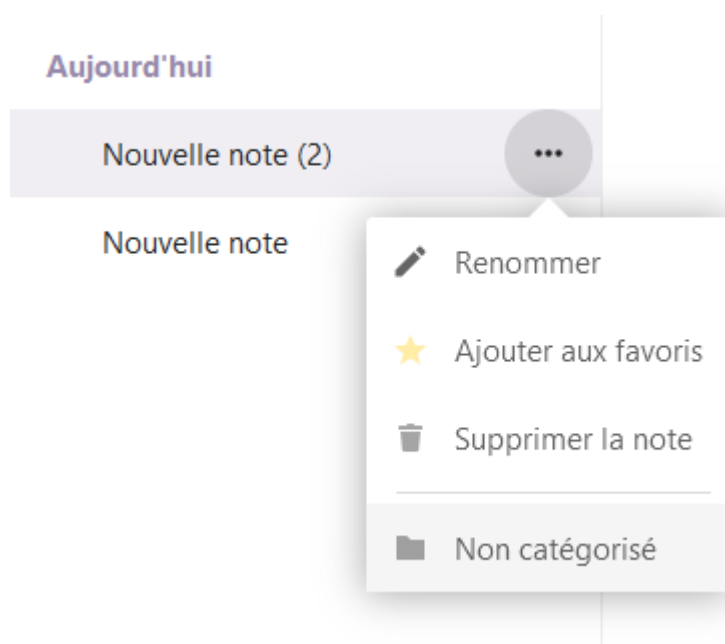 Aujourd'hui
Nouvelle note (2)
Nouvelle note
Renommer
Ajouter aux favoris
Supprimer la note
Non catégorisé